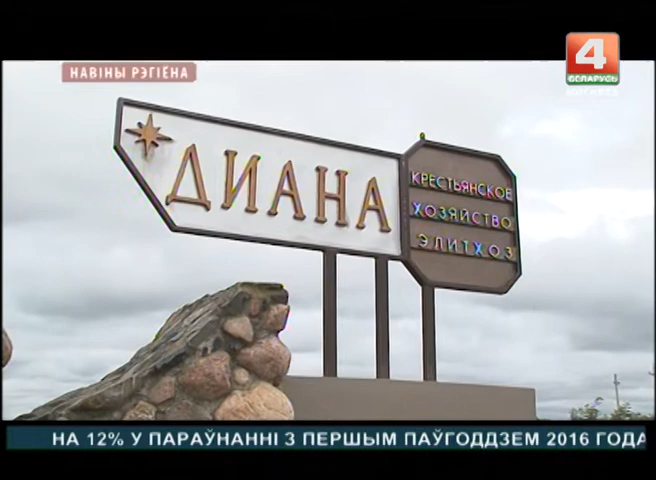 НАВІНЫ РЭГІЁНА
4
БЕЛАРУСЬ
ДИАНА
КРЕСТЬЯНСКОЕ
ХОЗЯЙСТВО
ЭЛИТХОЗ
НА 12% У ПАРАЎНАННІ З ПЕРШЫМ ПАЎГОДДЗЕМ 2016 ГОДА